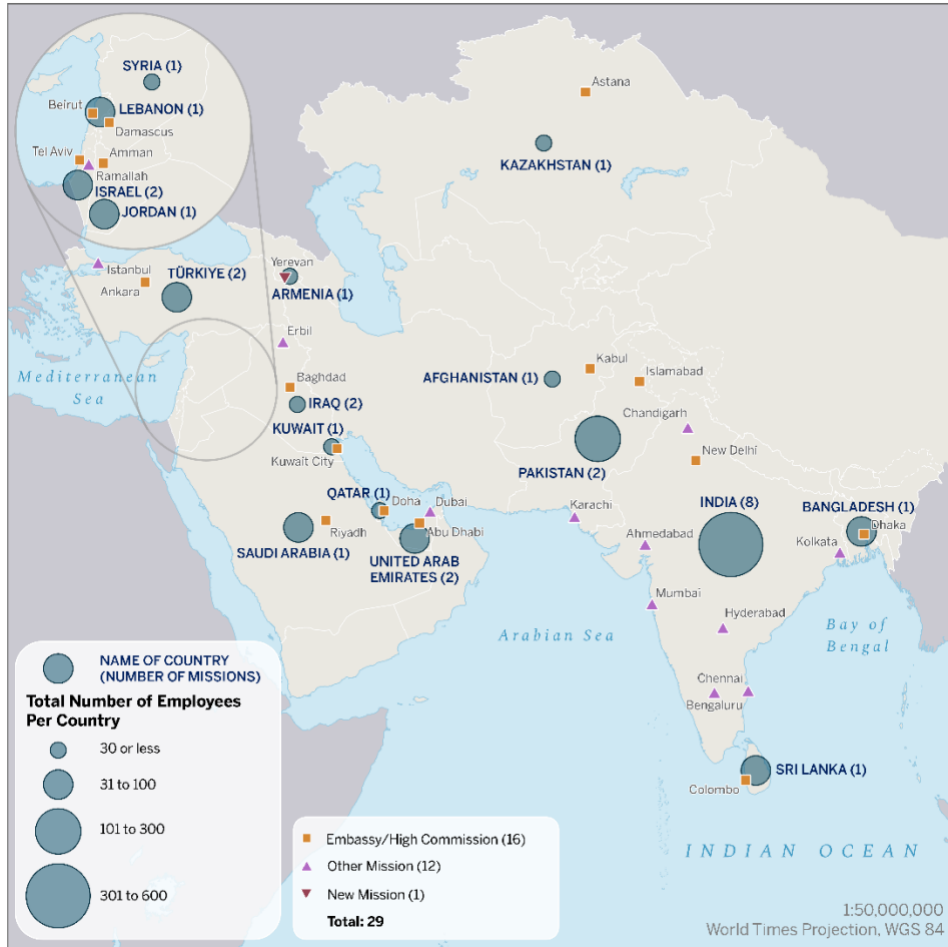 SYRIA (1)
Beirut
LEBANON (1)
Damascus
Tel Aviv
Amman
Ramallah
ISRAEL (2)
JORDAN (1)
Astana
KAZAKHSTAN (1)
Istanbul
TÜRKIYE (2)
Ankara
Yerevan
ARMENIA (1)
Erbil
Mediterranean
Sea
Baghdad
IRAQ (2)
KUWAIT (1)
Kuwait City
AFGHANISTAN (1)
Kabul
Islamabad
Chandigarh
New Delhi
PAKISTAN (2)
QATAR (1)
Doha
Dubai
Abu Dhabi
Riyadh
SAUDI ARABIA (1)
UNITED ARAB
EMIRATES (2)
Karachi
Ahmedabad
INDIA (8)
BANGLADESH (1)
Dhaka
Kolkata
Mumbai
Hyderabad
Arabian Sea
Bay of
Bengal
Chennai
Bengaluru
SRI LANKA (1)
Colombo
INDIAN OCEAN
NAME OF COUNTRY
(NUMBER OF MISSIONS)
Total Number of Employees
Per Country
30 or less
31 to 100
101 to 300
301 to 600
Embassy/High Commission (16)
Other Mission (12)
New Mission (1)
Total: 29
1:50,000,000
World Times Projection, WGS 84